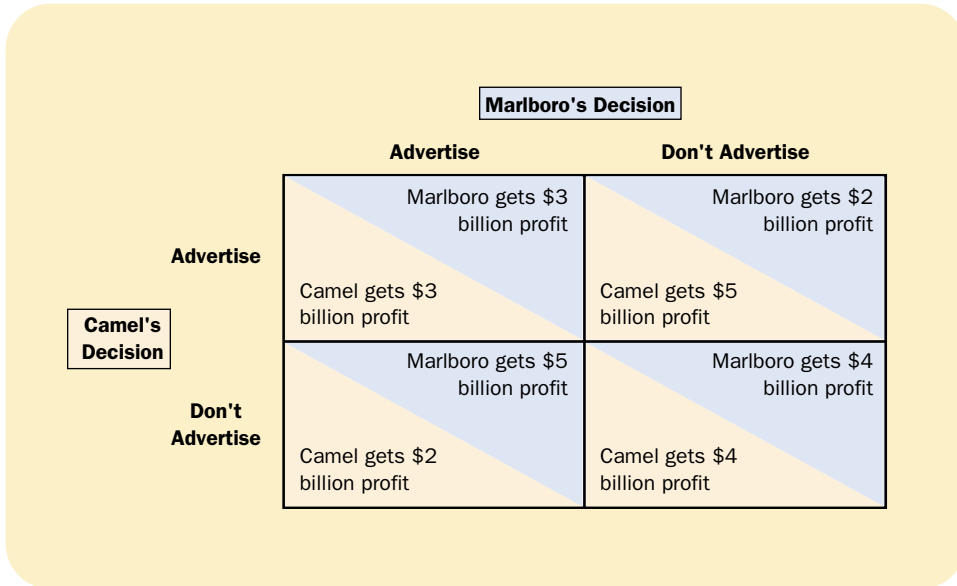 Marlboro's Decision
Advertise
Don't Advertise
Marlboro gets $3
billion profit
Marlboro gets $2
billion profit
Advertise
Camel gets $3
billion profit
Camel gets $5
billion profit
Camel's
Decision
Marlboro gets $5
billion profit
Marlboro gets $4
billion profit
Don't
Advertise
Camel gets $2
billion profit
Camel gets $4
billion profit